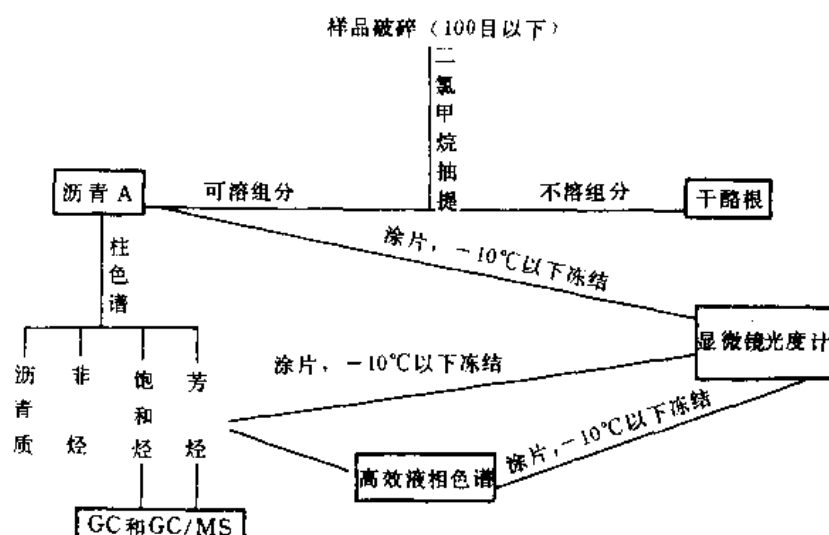 样品破碎（100目以下）
二氯甲烷抽提
沥青A
可溶组分
不溶组分
干酪根
柱色谱
涂片，－10℃以下冻结
显微镜光度计
涂片，－10℃以下冻结
沥青质
非烃
饱和烃
芳烃
涂片，－10℃以下冻结
高效液相色谱
GC和GC/MS